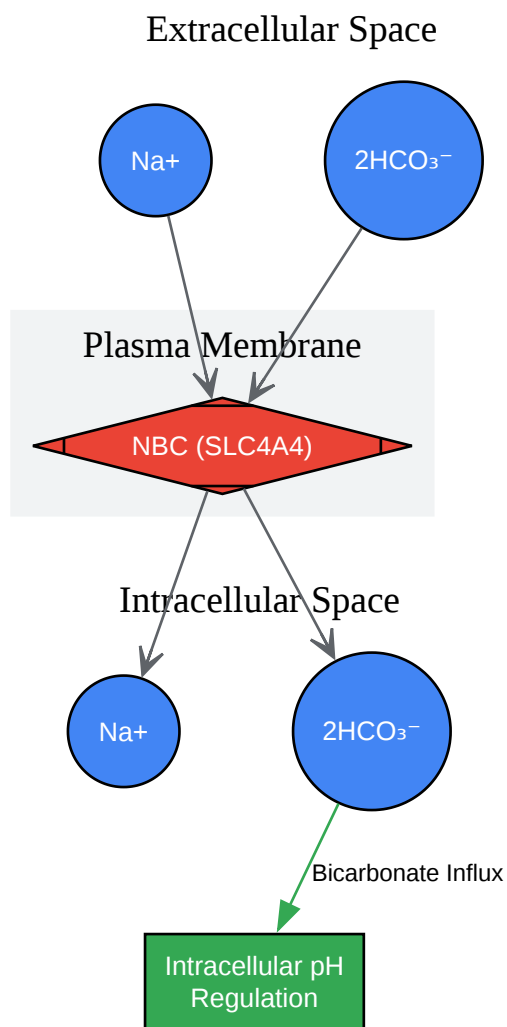 Extracellular Space
Na+
2HCO₃⁻
Plasma Membrane
NBC (SLC4A4)
Intracellular Space
Na+
2HCO₃⁻
Bicarbonate Influx
Intracellular pH
Regulation